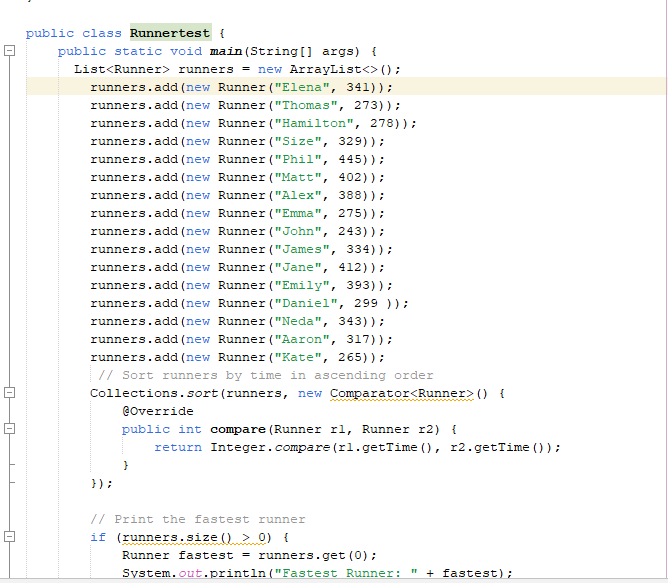 public class Runnertest {
public static void main(String[] args) {
List<Runner> runners = new ArrayList<>();
runners.add(new Runner("Elena", 341));
runners.add(new Runner("Thomas", 273));
runners.add(new Runner("Hamilton", 278));
runners.add(new Runner("Size", 329));
runners.add(new Runner("Phil", 445));
runners.add(new Runner("Matt", 402));
runners.add(new Runner("Alex", 388));
runners.add(new Runner("Emma", 275));
runners.add(new Runner("John", 243));
runners.add(new Runner("James", 334));
runners.add(new Runner("Jane", 412));
runners.add(new Runner("Emily", 393));
runners.add(new Runner("Daniel", 299 ));
runners.add(new Runner("Neda", 343));
runners.add(new Runner("Aaron", 317));
runners.add(new Runner("Kate", 265));
// Sort runners by time in ascending order
Collections.sort(runners, new Comparator<Runner>() {
@Override
public int compare(Runner r1, Runner r2) {
return Integer.compare(r1.getTime(), r2.getTime());
}
});
// Print the fastest runner
if (runners.size() > 0) {
Runner fastest = runners.get(0);
System.out.println("Fastest Runner: " + fastest);